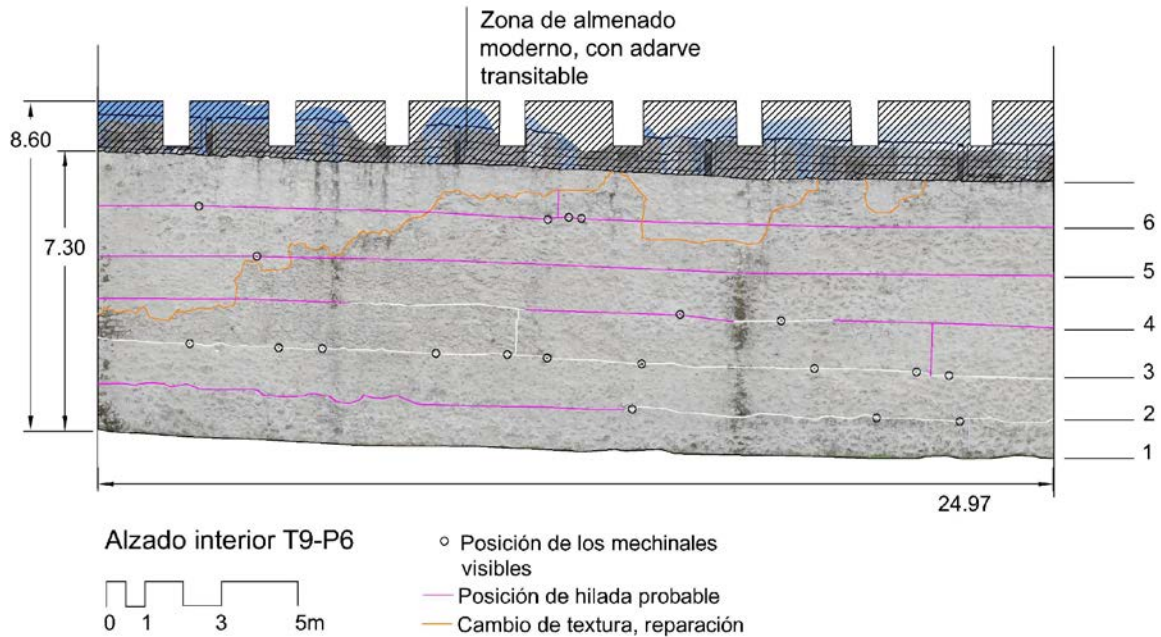 Zona de almenado
moderno, con adarve
transitable
8.60
7.30
6
5
4
3
2
1
24.97
Alzado interior T9-P6
0 1 3 5m
Posición de los mechinales
visibles
Posición de hilada probable
Cambio de textura, reparación